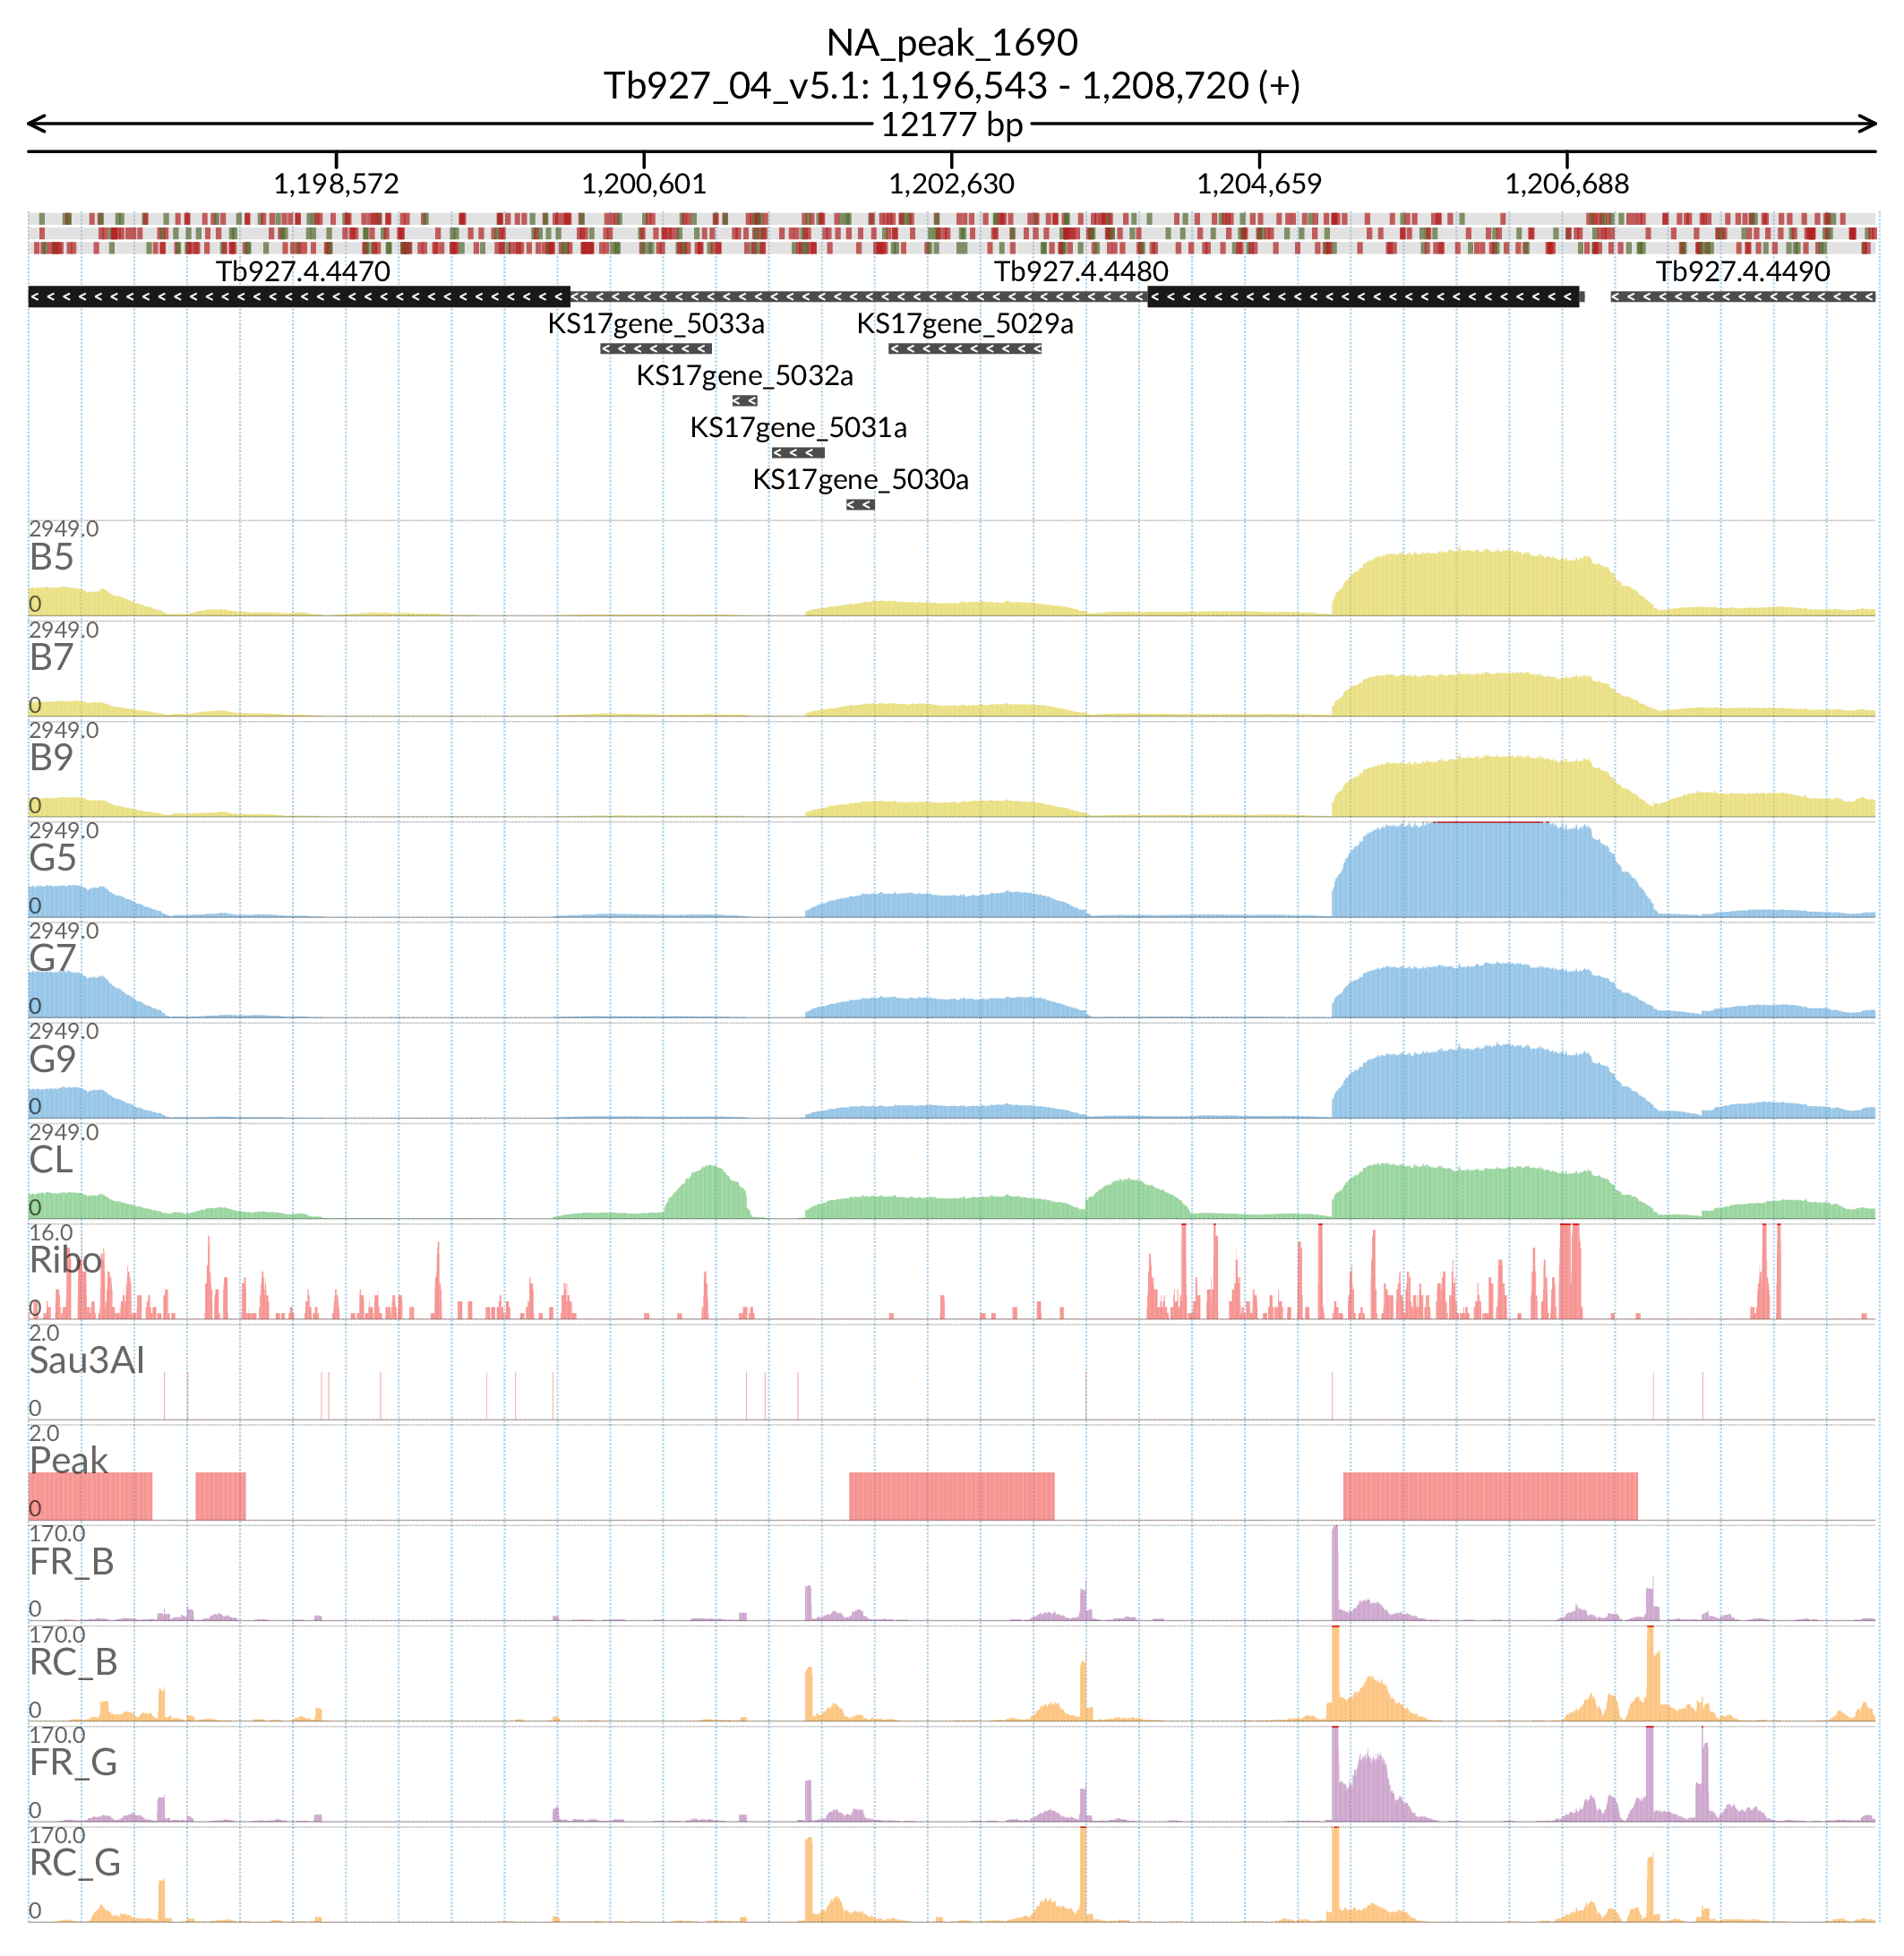 NA_peak_1690
Tb927_04_v5.1: 1,196,543 - 1,208,720 (+)
12177 bp
1,198,572 1,200,601 1,202,630 1,204,659 1,206,688
Tb927.4.4470 Tb927.4.4480 Tb927.4.4490
KS17gene_5033a KS17gene_5029a
KS17gene_5032a
KS17gene_5031a
KS17gene_5030a
2949.0
B5
0
2949.0
B7
0
2949.0
B9
0
2949.0
G5
0
2949.0
G7
0
2949.0
G9
0
2949.0
CL
0
16.0
Ribo
0
2.0
Sau3AI
0
2.0
Peak
0
170.0
FR_B
0
170.0
RC_B
0
170.0
FR_G
0
170.0
RC_G
0